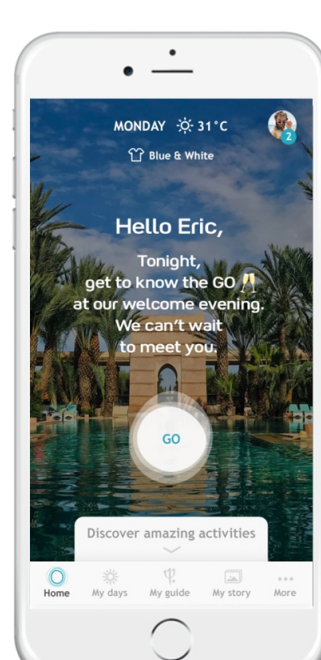 MONDAY 31°C
2
Blue & White
Hello Eric,
Tonight,
get to know the GO 🥂
at our welcome evening.
We can't wait
to meet you.
GO
Discover amazing activities
Home My days My guide My story More